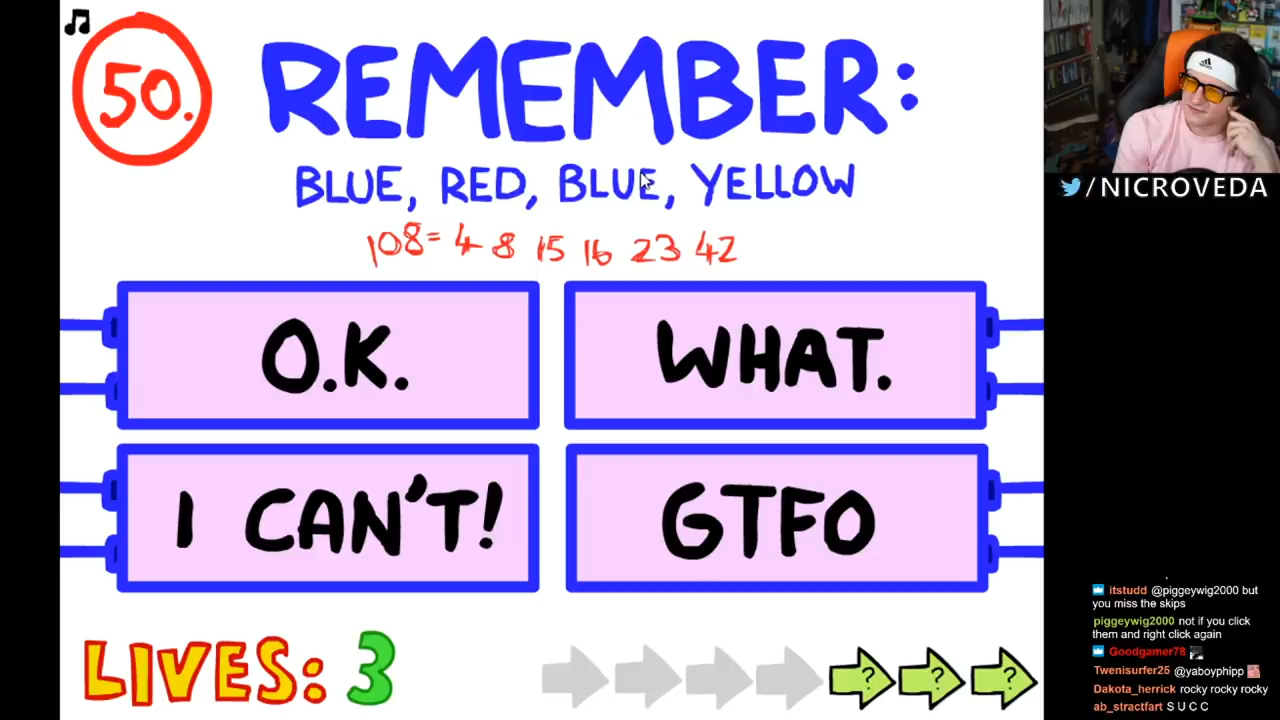 50.
REMEMBER:
BLUE, RED, BLUE, YELLOW
108= 4 8 15 16 23 42
O.K.
WHAT.
I CAN'T!
GTFO
LIVES: 3
? ? ?
/NICROVEDA
itstudd @piggeywig2000 but
you miss the skips
piggeywig2000 not if you click
them and right click again
Goodgamer78
Twenisurfer25 @yaboyphipp
Dakota_herrick rocky rocky rocky
ab_stractfart S U C C